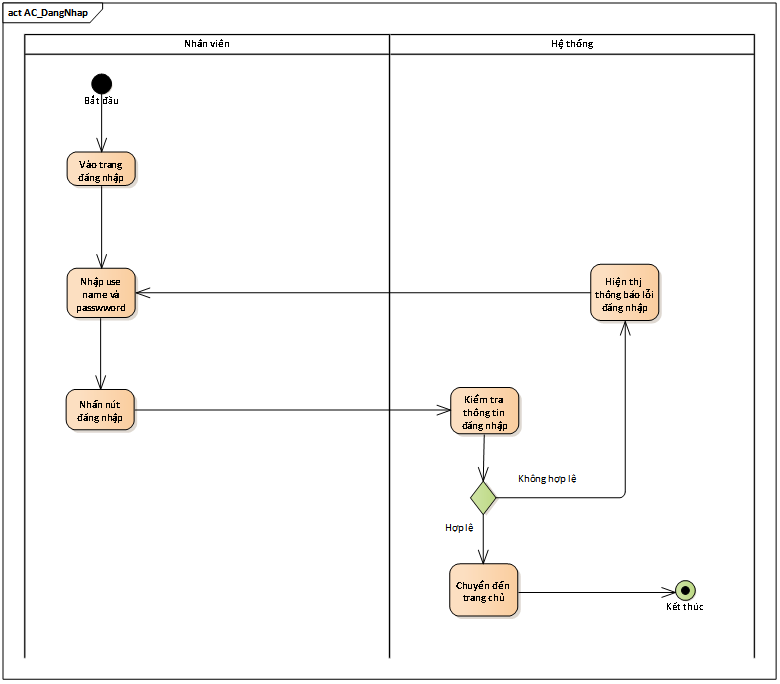 act AC_DangNhap
Nhân viên
Hệ thống
Bắt đầu
Vào trang
đăng nhập
Nhập use
name và
passwword
Hiện thị
thông báo lỗi
đăng nhập
Nhấn nút
đăng nhập
Kiểm tra
thông tin
đăng nhập
Không hợp lệ
Hợp lệ
Chuyển đến
trang chủ
Kết thúc